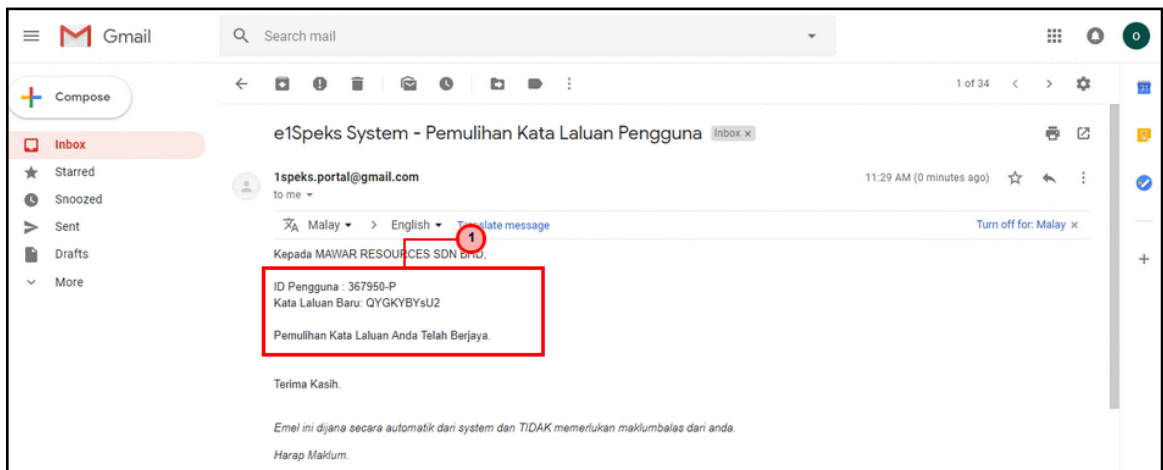 Gmail
Search mail
o
Compose
1 of 34
31
e1Speks System - Pemulihan Kata Laluan Pengguna Inbox x
Inbox
Starred
1speks.portal@gmail.com 11:29 AM (0 minutes ago)
to me
Snoozed
Sent
Malay > English message Turn off for: Malay x
1
Drafts
Kepada MAWAR RESOURCES SDN BHD,
More
ID Pengguna : 367950-P
Kata Laluan Baru: QYGKYBYsU2
Pemulihan Kata Laluan Anda Telah Berjaya.
Terima Kasih.
Emel ini dijana secara automatik dari system dan TIDAK memerlukan maklumbalas dari anda.
Harap Maklum.